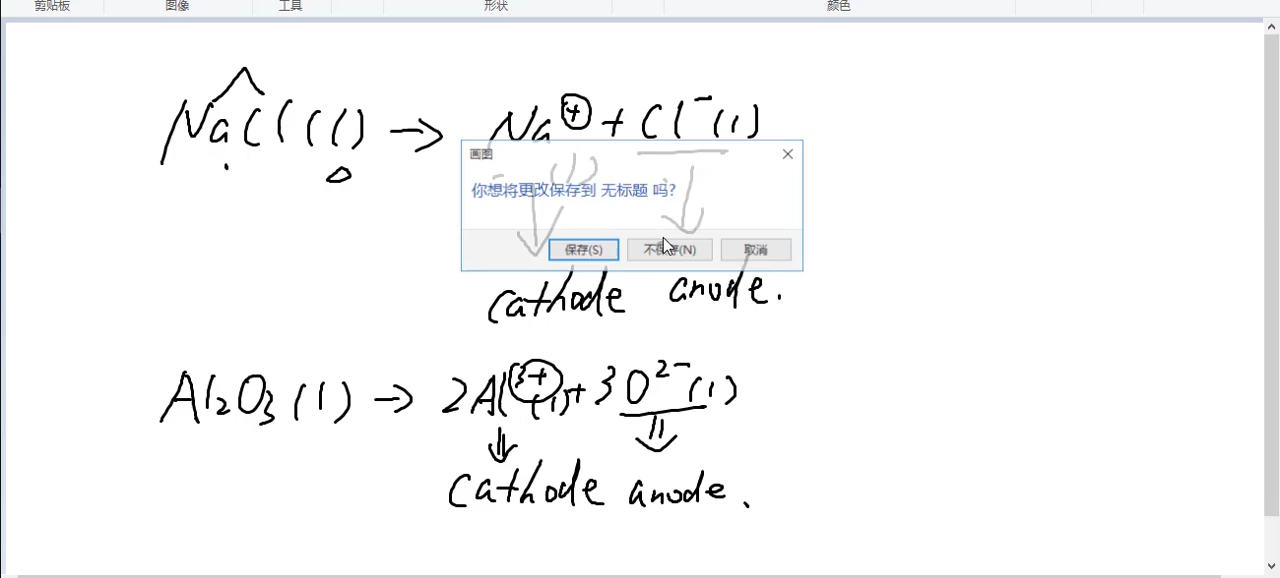 剪贴板 图像 工具 形状 颜色
NaCl(l) → Na⁺ + Cl⁻(l)
(l)
画图
你想将更改保存到 无标题 吗?
保存(S) 不保存(N) 取消
cathode anode.
Al₂O₃(l) → 2Al³⁺(l) + 3O²⁻(l)
cathode anode.